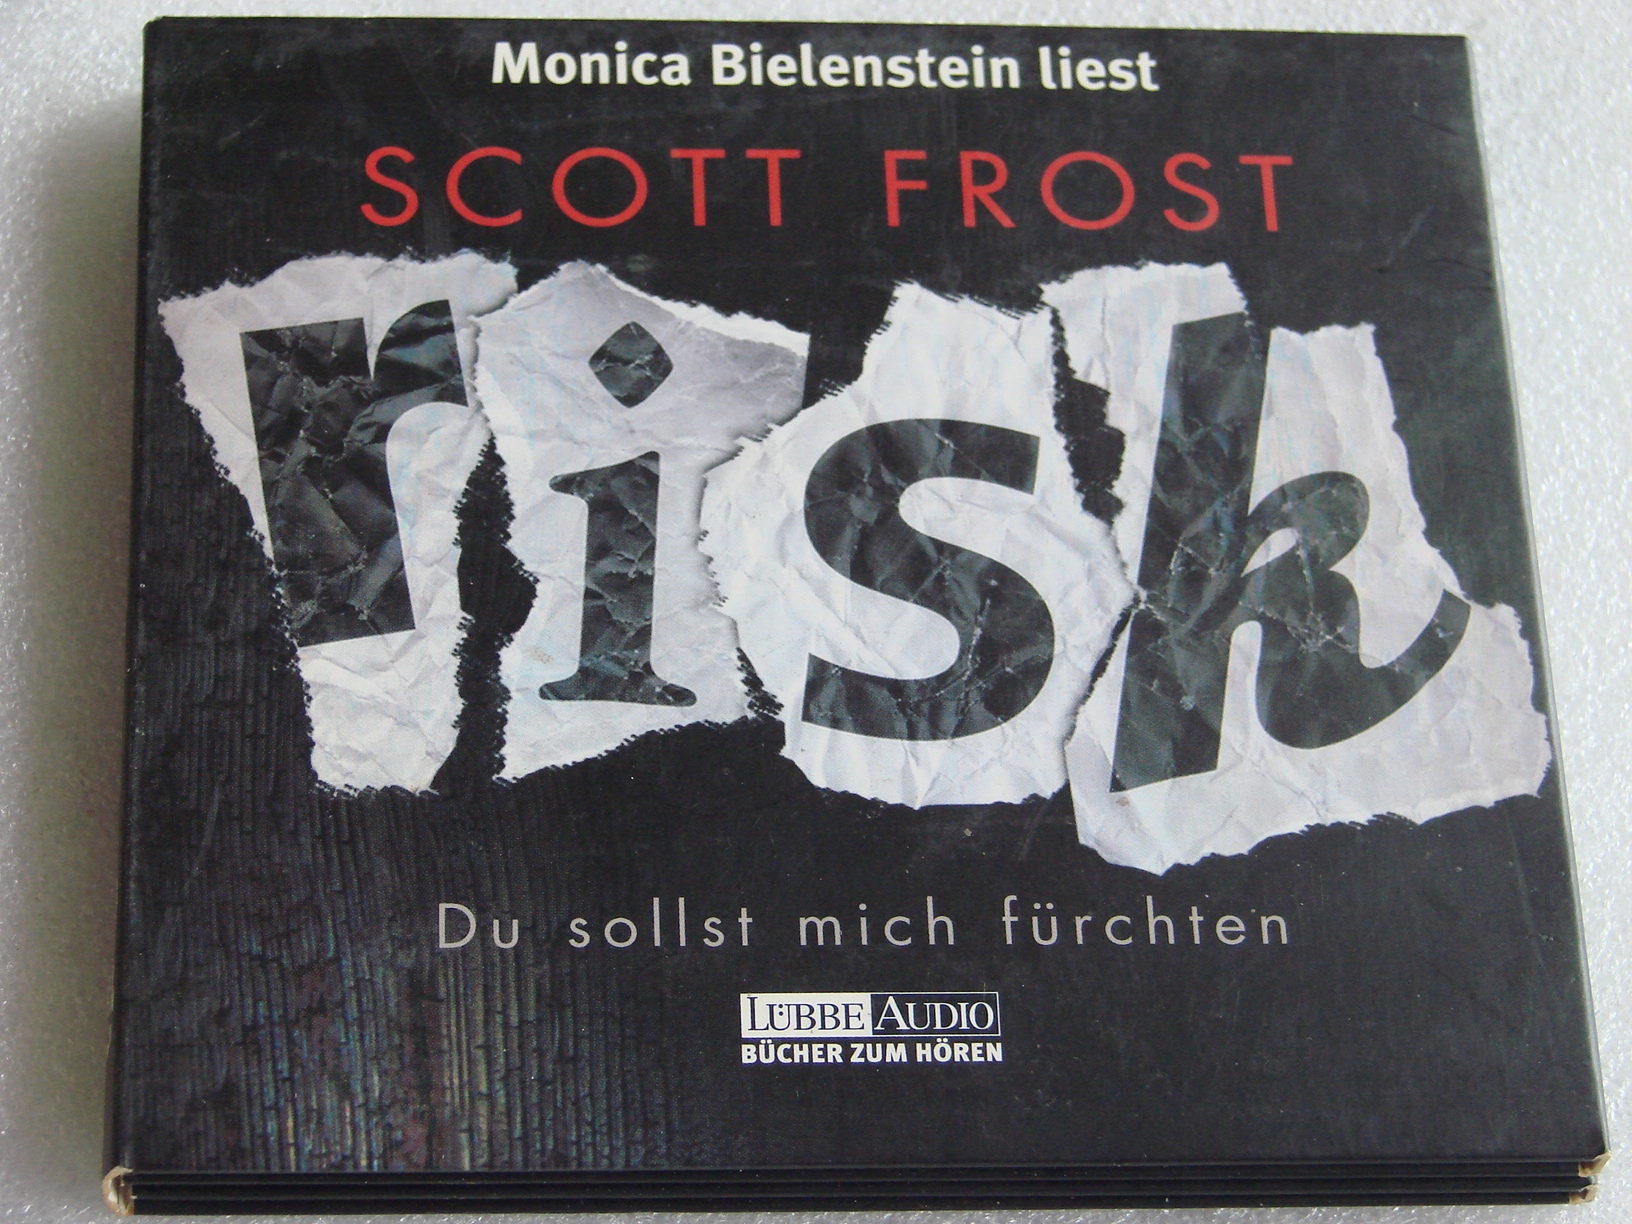 Monica Bielenstein liest
SCOTT FROST
risk
Du sollst mich fürchten
LÜBBE AUDIO
BÜCHER ZUM HÖREN